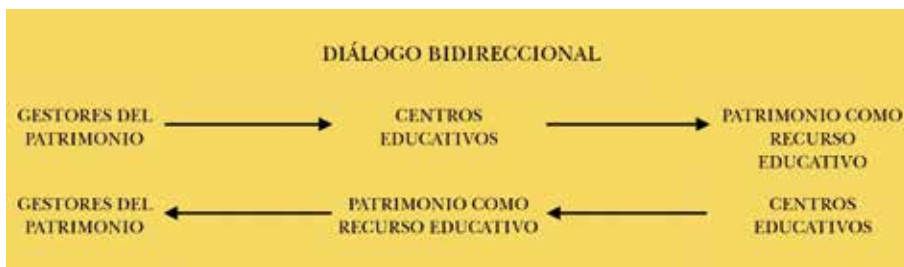 DIÁLOGO BIDIRECCIONAL
GESTORES DEL
PATRIMONIO
CENTROS
EDUCATIVOS
PATRIMONIO COMO
RECURSO
EDUCATIVO
GESTORES DEL
PATRIMONIO
PATRIMONIO COMO
RECURSO EDUCATIVO
CENTROS
EDUCATIVOS